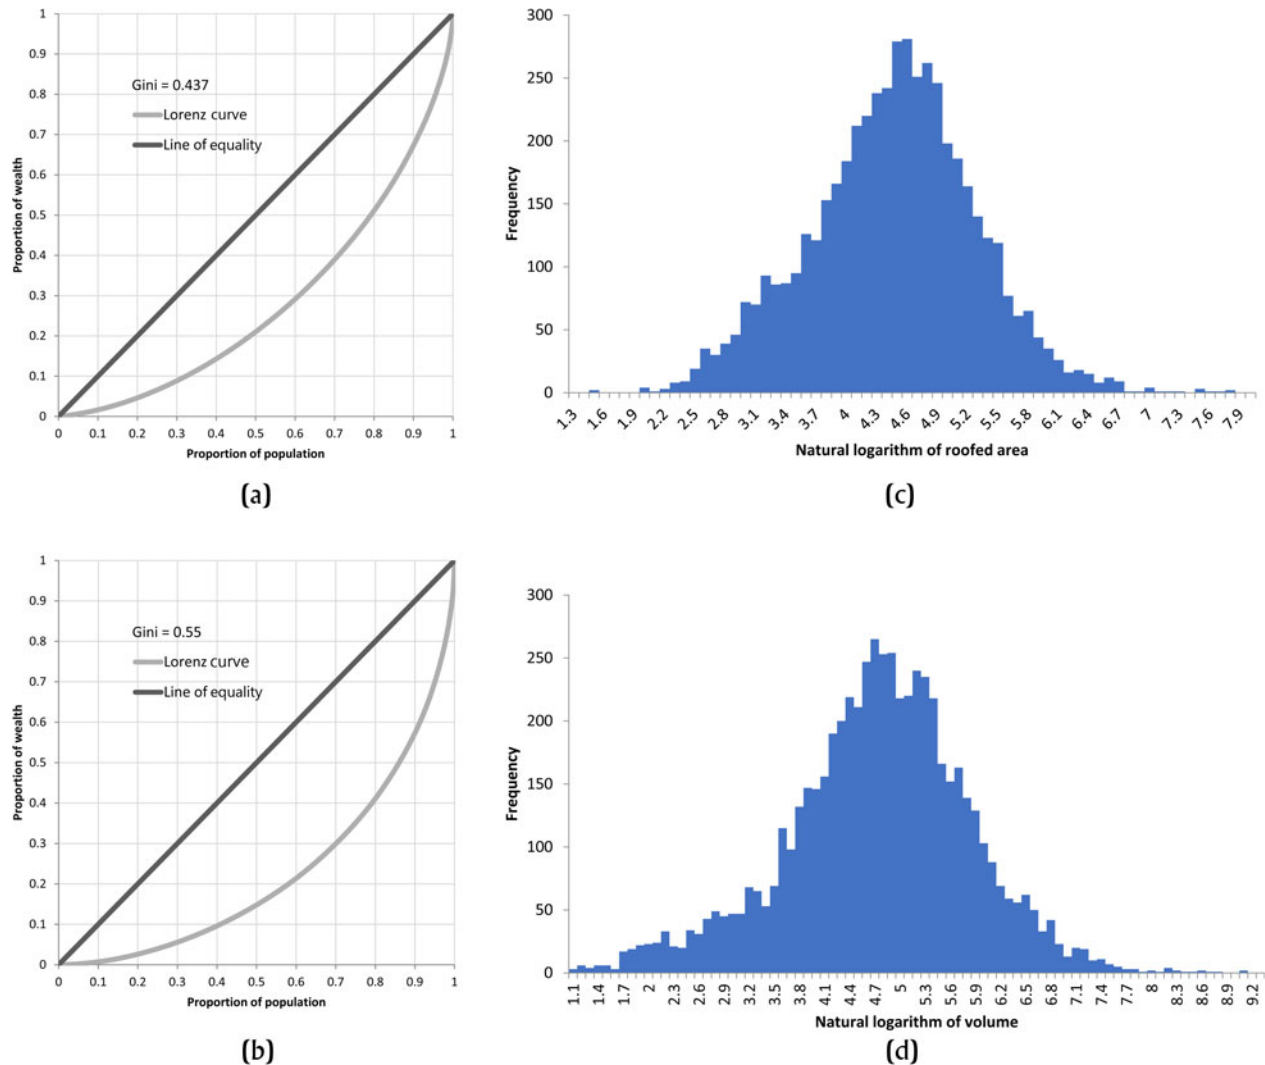 1
0.9
0.8
0.7
0.6
0.5
0.4
0.3
0.2
0.1
0
Proportion of wealth
Gini = 0.437
Lorenz curve
Line of equality
0 0.1 0.2 0.3 0.4 0.5 0.6 0.7 0.8 0.9 1
Proportion of population
(a)
300
250
200
150
100
50
0
Frequency
1.3 1.6 1.9 2.2 2.5 2.8 3.1 3.4 3.7 4 4.3 4.6 4.9 5.2 5.5 5.8 6.1 6.4 6.7 7 7.3 7.6 7.9
Natural logarithm of roofed area
(c)
1
0.9
0.8
0.7
0.6
0.5
0.4
0.3
0.2
0.1
0
Proportion of wealth
Gini = 0.55
Lorenz curve
Line of equality
0 0.1 0.2 0.3 0.4 0.5 0.6 0.7 0.8 0.9 1
Proportion of population
(b)
300
250
200
150
100
50
0
Frequency
1.1 1.4 1.7 2 2.3 2.6 2.9 3.2 3.5 3.8 4.1 4.4 4.7 5 5.3 5.6 5.9 6.2 6.5 6.8 7.1 7.4 7.7 8 8.3 8.6 8.9 9.2
Natural logarithm of volume
(d)